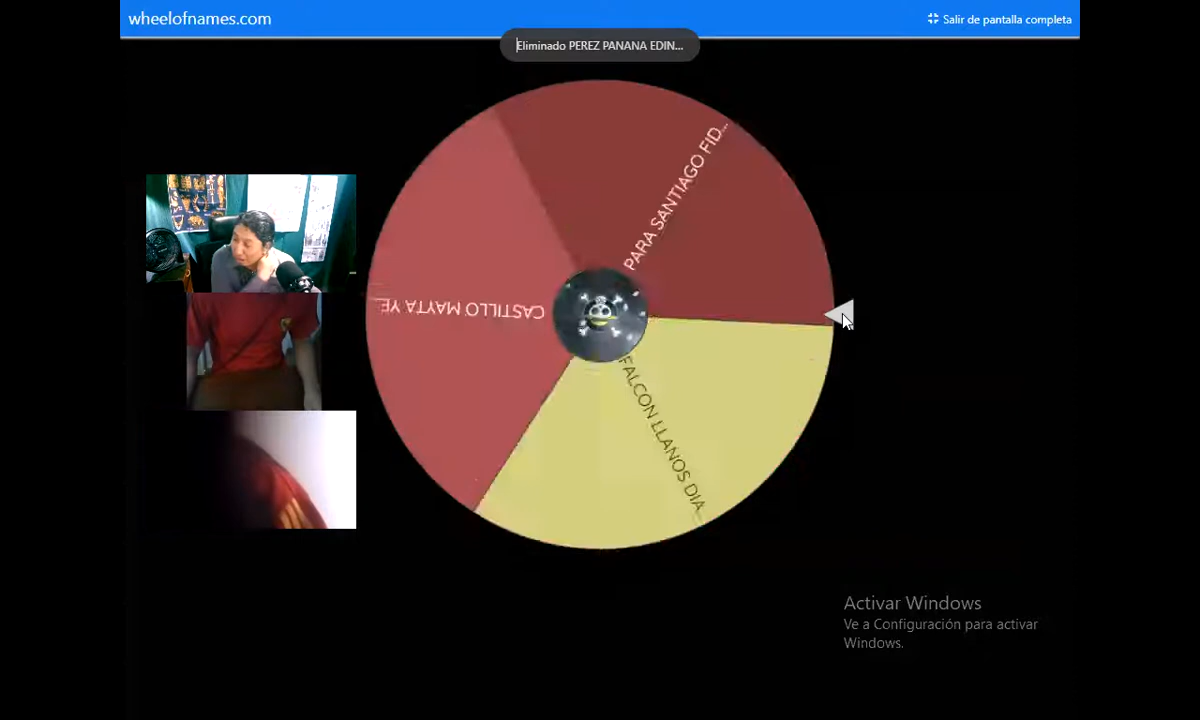 wheelofnames.com
Salir de pantalla completa
Eliminado PEREZ PANANA EDIN...
PARA SANTIAGO FID...
CASTILLO MAYTA YE...
FALCON LLANOS DIA...
Activar Windows
Ve a Configuración para activar
Windows.